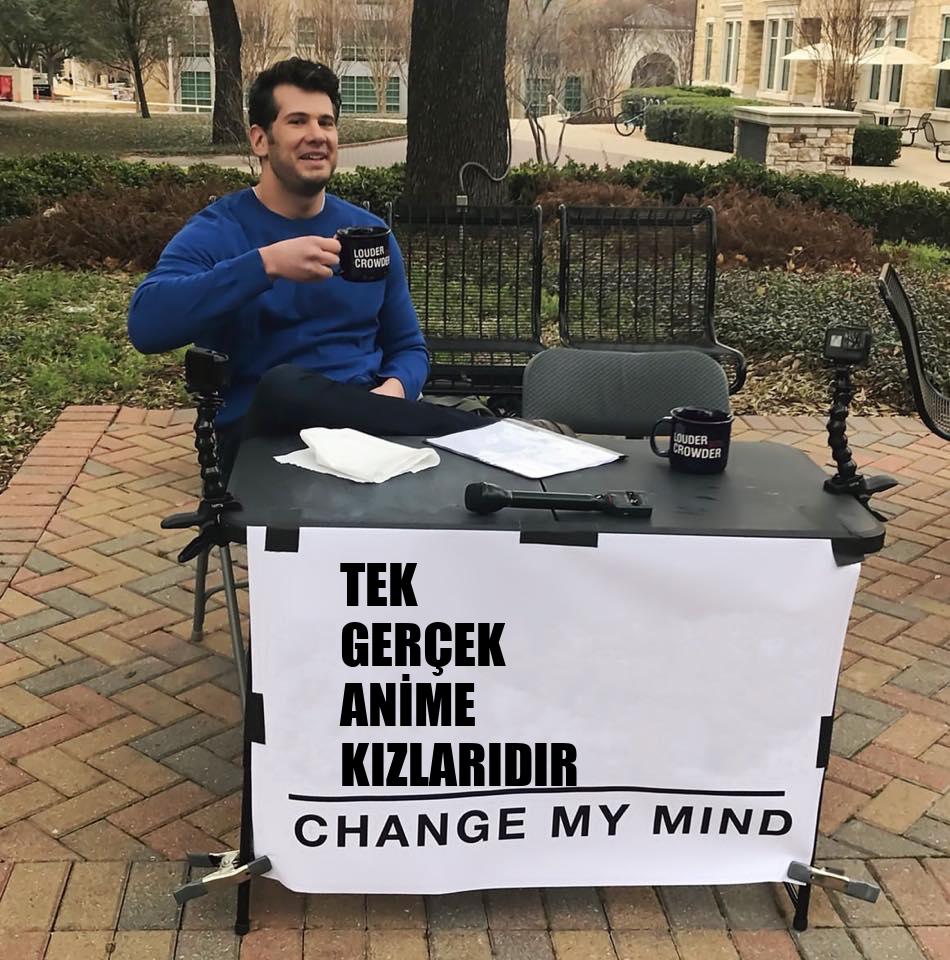 LOUDER
CROWDER
LOUDER
CROWDER
TEK
GERÇEK
ANİME
KIZLARIDIR
CHANGE MY MIND